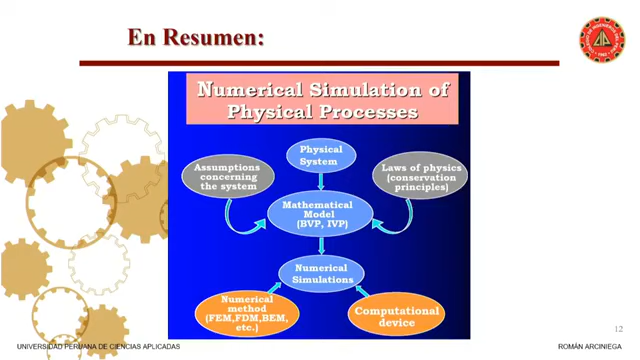 En Resumen:
Numerical Simulation of
Physical Processes
Physical
System
Assumptions
concerning
the system
Laws of physics
(conservation
principles)
Mathematical
Model
(BVP, IVP)
Numerical
Simulations
Numerical
method
(FEM,FDM,BEM,
etc.)
Computational
device
12
UNIVERSIDAD PERUANA DE CIENCIAS APLICADAS
ROMÁN ARCINIEGA